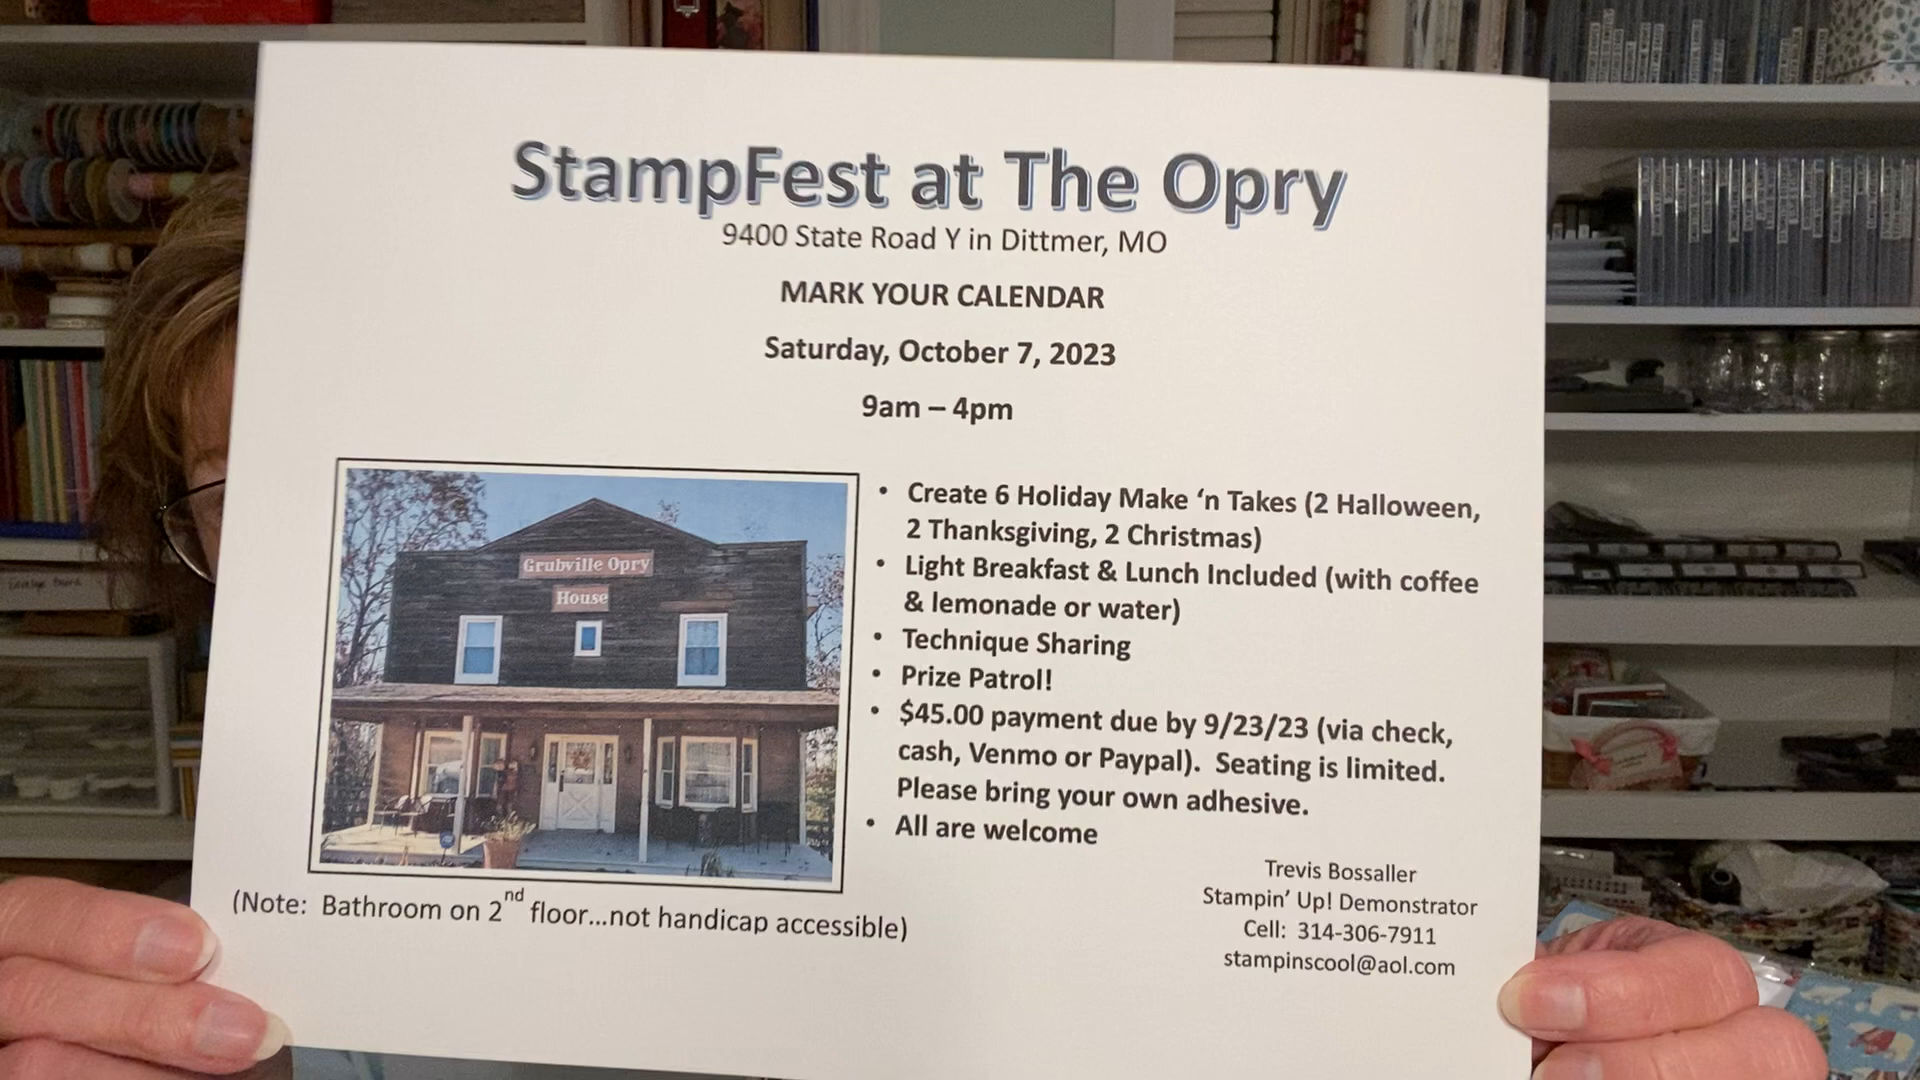 StampFest at The Opry
9400 State Road Y in Dittmer, MO
MARK YOUR CALENDAR
Saturday, October 7, 2023
9am – 4pm
Grubville Opry
House
• Create 6 Holiday Make ‘n Takes (2 Halloween,
2 Thanksgiving, 2 Christmas)
• Light Breakfast & Lunch Included (with coffee
& lemonade or water)
• Technique Sharing
• Prize Patrol!
• $45.00 payment due by 9/23/23 (via check,
cash, Venmo or Paypal).  Seating is limited.
Please bring your own adhesive.
• All are welcome
(Note:  Bathroom on 2nd floor...not handicap accessible)
Trevis Bossaller
Stampin’ Up! Demonstrator
Cell:  314-306-7911
stampinscool@aol.com